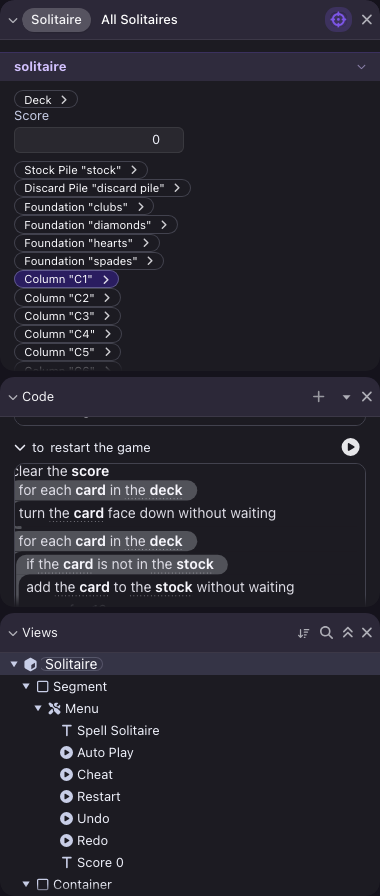 Solitaire All Solitaires
solitaire
Deck
Score
0
Stock Pile "stock"
Discard Pile "discard pile"
Foundation "clubs"
Foundation "diamonds"
Foundation "hearts"
Foundation "spades"
Column "C1"
Column "C2"
Column "C3"
Column "C4"
Column "C5"
Code
to restart the game
clear the score
for each card in the deck
turn the card face down without waiting
for each card in the deck
if the card is not in the stock
add the card to the stock without waiting
Views
Solitaire
Segment
Menu
Spell Solitaire
Auto Play
Cheat
Restart
Undo
Redo
Score 0
Container